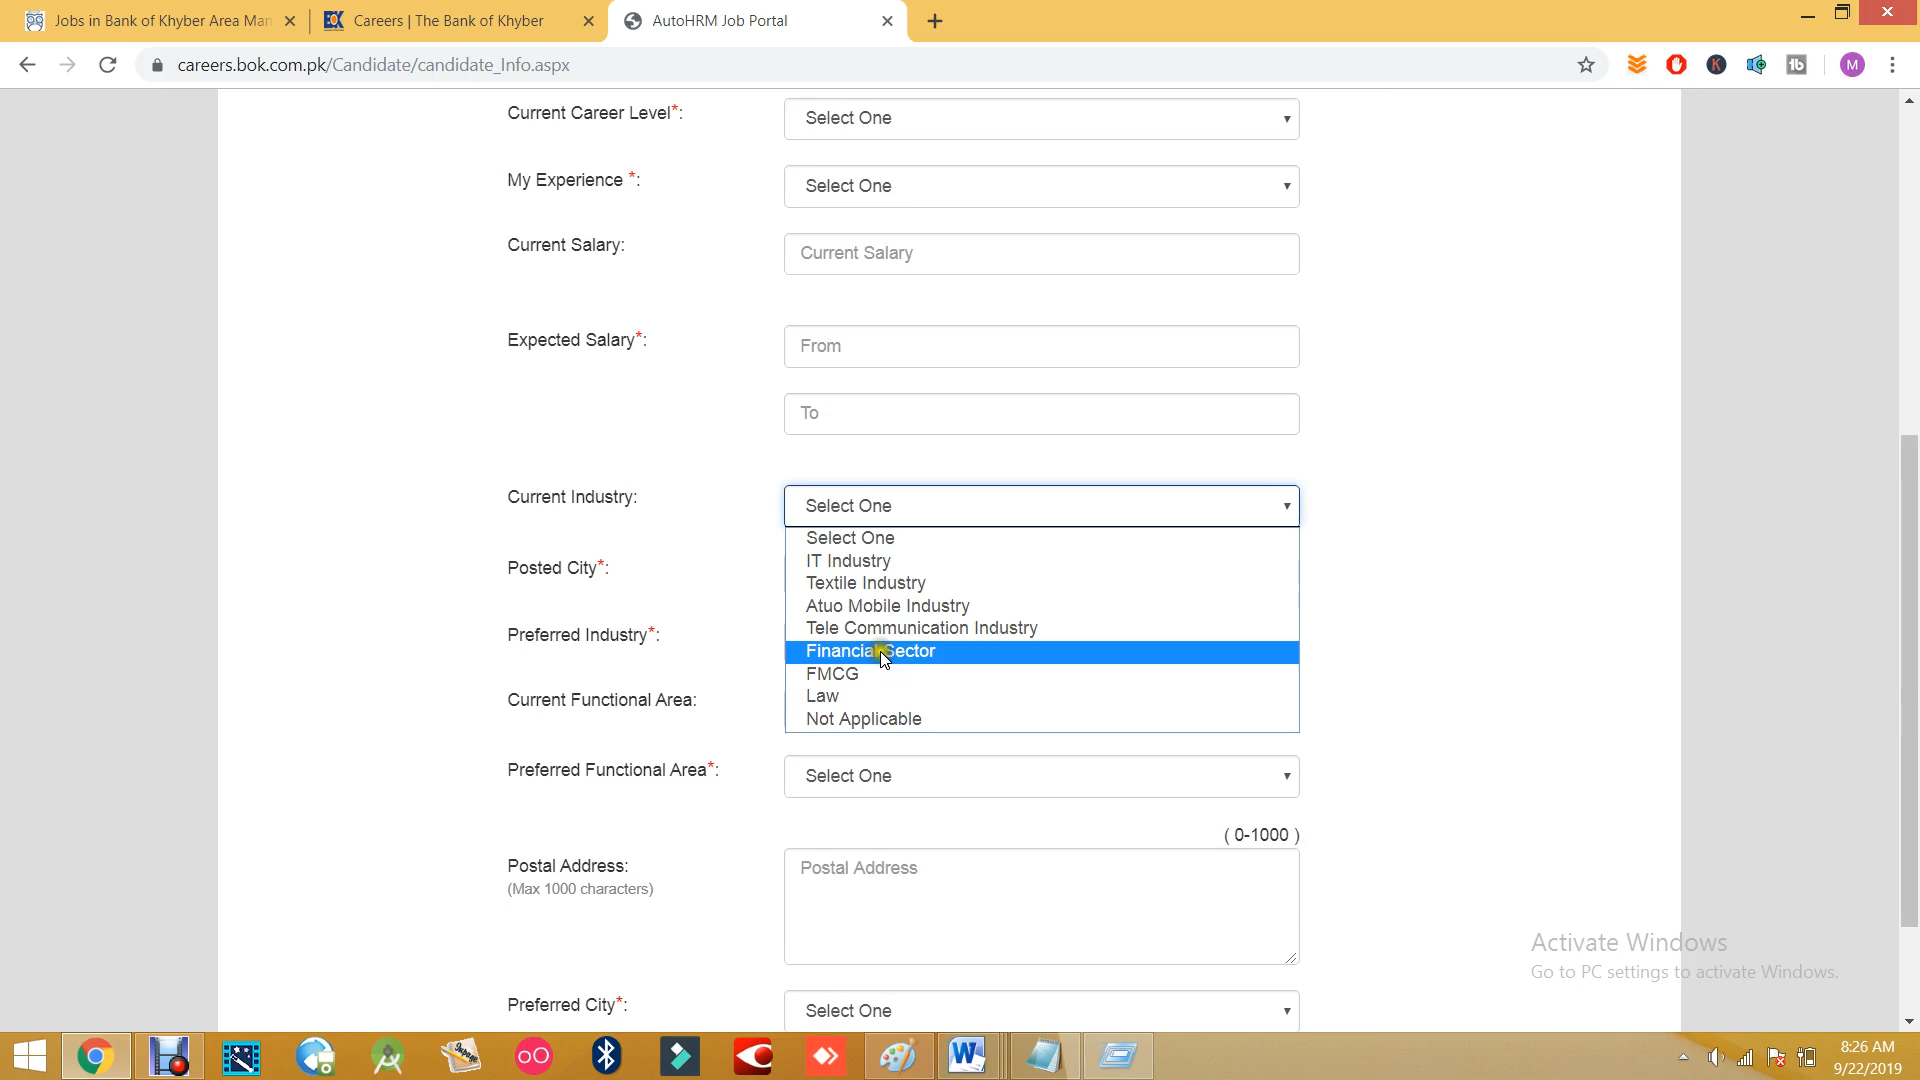 Jobs in Bank of Khyber Area Man
Careers | The Bank of Khyber
AutoHRM Job Portal
careers.bok.com.pk/Candidate/candidate_Info.aspx
Current Career Level*:
Select One
My Experience *:
Select One
Current Salary:
Current Salary
Expected Salary*:
From
To
Current Industry:
Select One
Select One
IT Industry
Textile Industry
Atuo Mobile Industry
Tele Communication Industry
Financial Sector
FMCG
Law
Not Applicable
Posted City*:
Preferred Industry*:
Current Functional Area:
Preferred Functional Area*:
Select One
( 0-1000 )
Postal Address:
(Max 1000 characters)
Postal Address
Preferred City*:
Select One
Activate Windows
Go to PC settings to activate Windows.
8:26 AM
9/22/2019